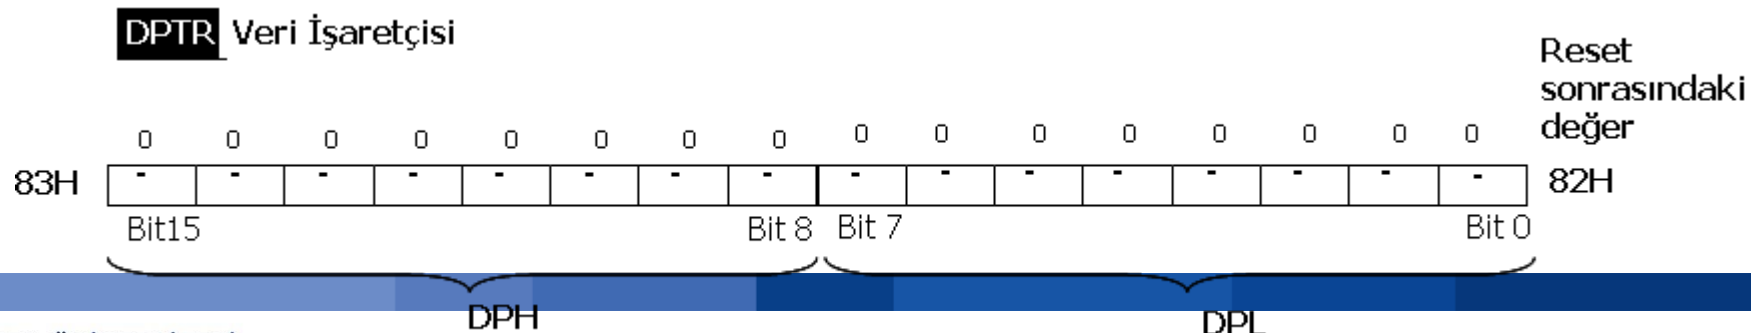 DPTR Veri İşaretçisi
Reset
sonrasındaki
değer
0 0 0 0 0 0 0 0 0 0 0 0 0 0 0 0
83H - - - - - - - - - - - - - - - - 82H
Bit15 Bit 8 Bit 7 Bit 0
DPH DPL